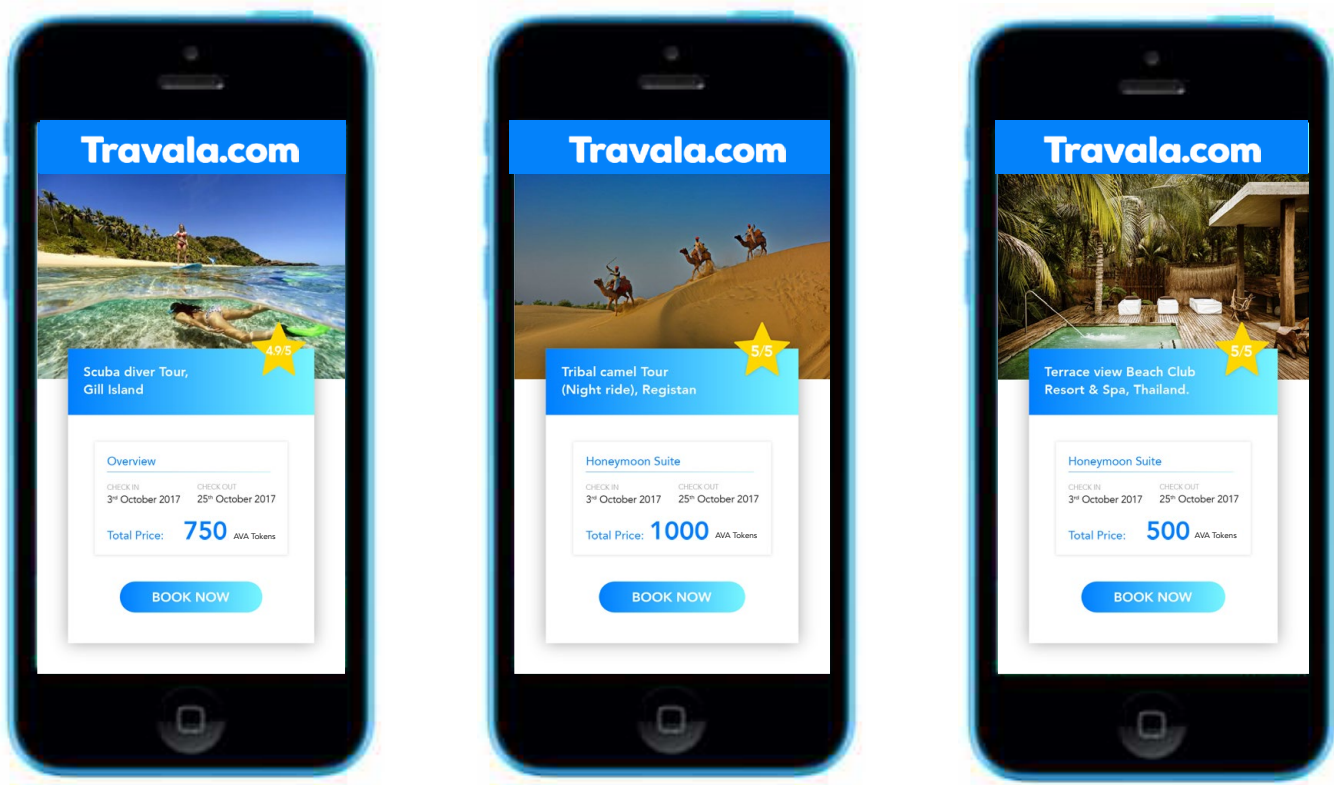 Travala.com
4.9/5
Scuba diver Tour,
Gill Island
Overview
CHECK IN CHECK OUT
3rd October 2017 25th October 2017
Total Price: 750 AVA Tokens
BOOK NOW
Travala.com
5/5
Tribal camel Tour
(Night ride), Registan
Honeymoon Suite
CHECK IN CHECK OUT
3rd October 2017 25th October 2017
Total Price: 1000 AVA Tokens
BOOK NOW
Travala.com
5/5
Terrace view Beach Club
Resort & Spa, Thailand.
Honeymoon Suite
CHECK IN CHECK OUT
3rd October 2017 25th October 2017
Total Price: 500 AVA Tokens
BOOK NOW